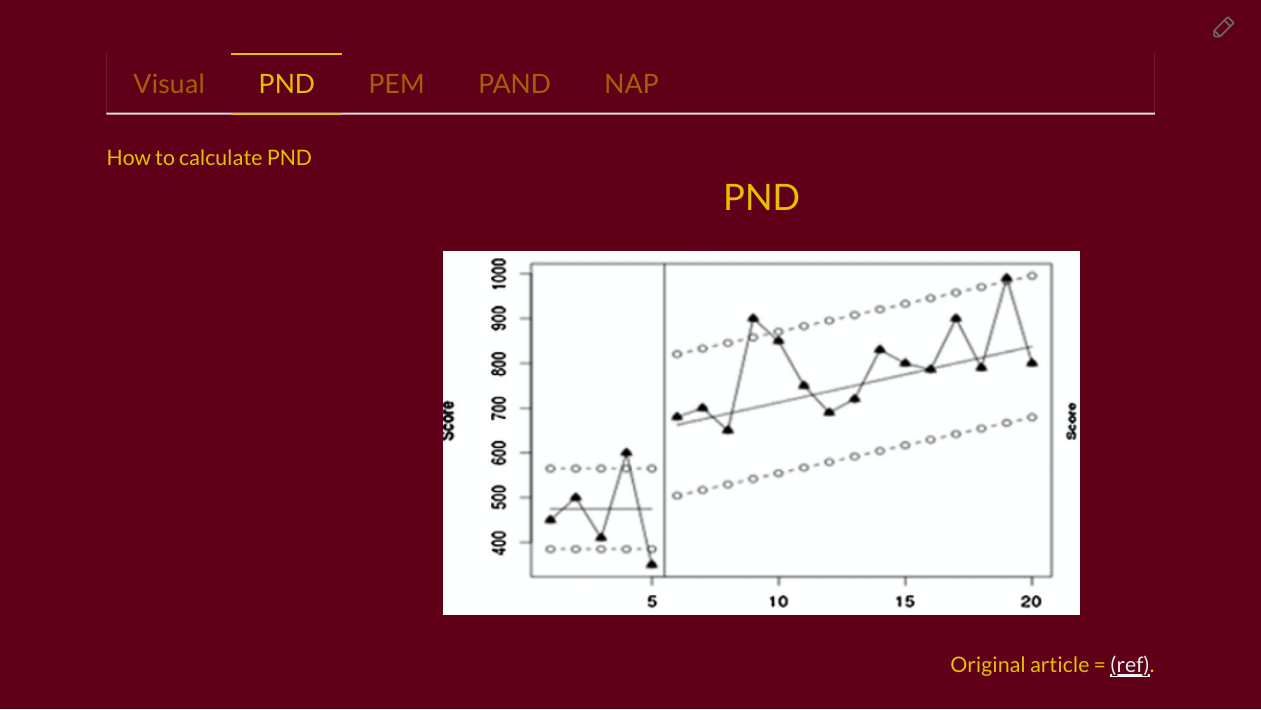 Visual PND PEM PAND NAP
How to calculate PND
PND
1000
900
800
700
600
500
400
Score
Score
5 10 15 20
Original article = (ref).